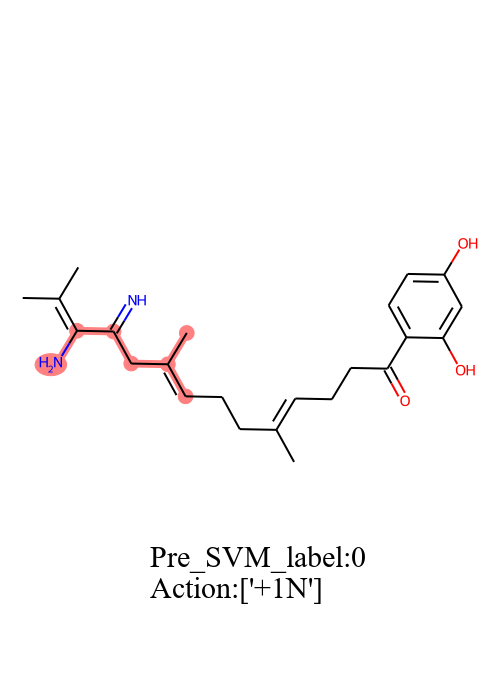 OH
NH
H2N
OH
O
Pre_SVM_label:0
Action:['+1N']